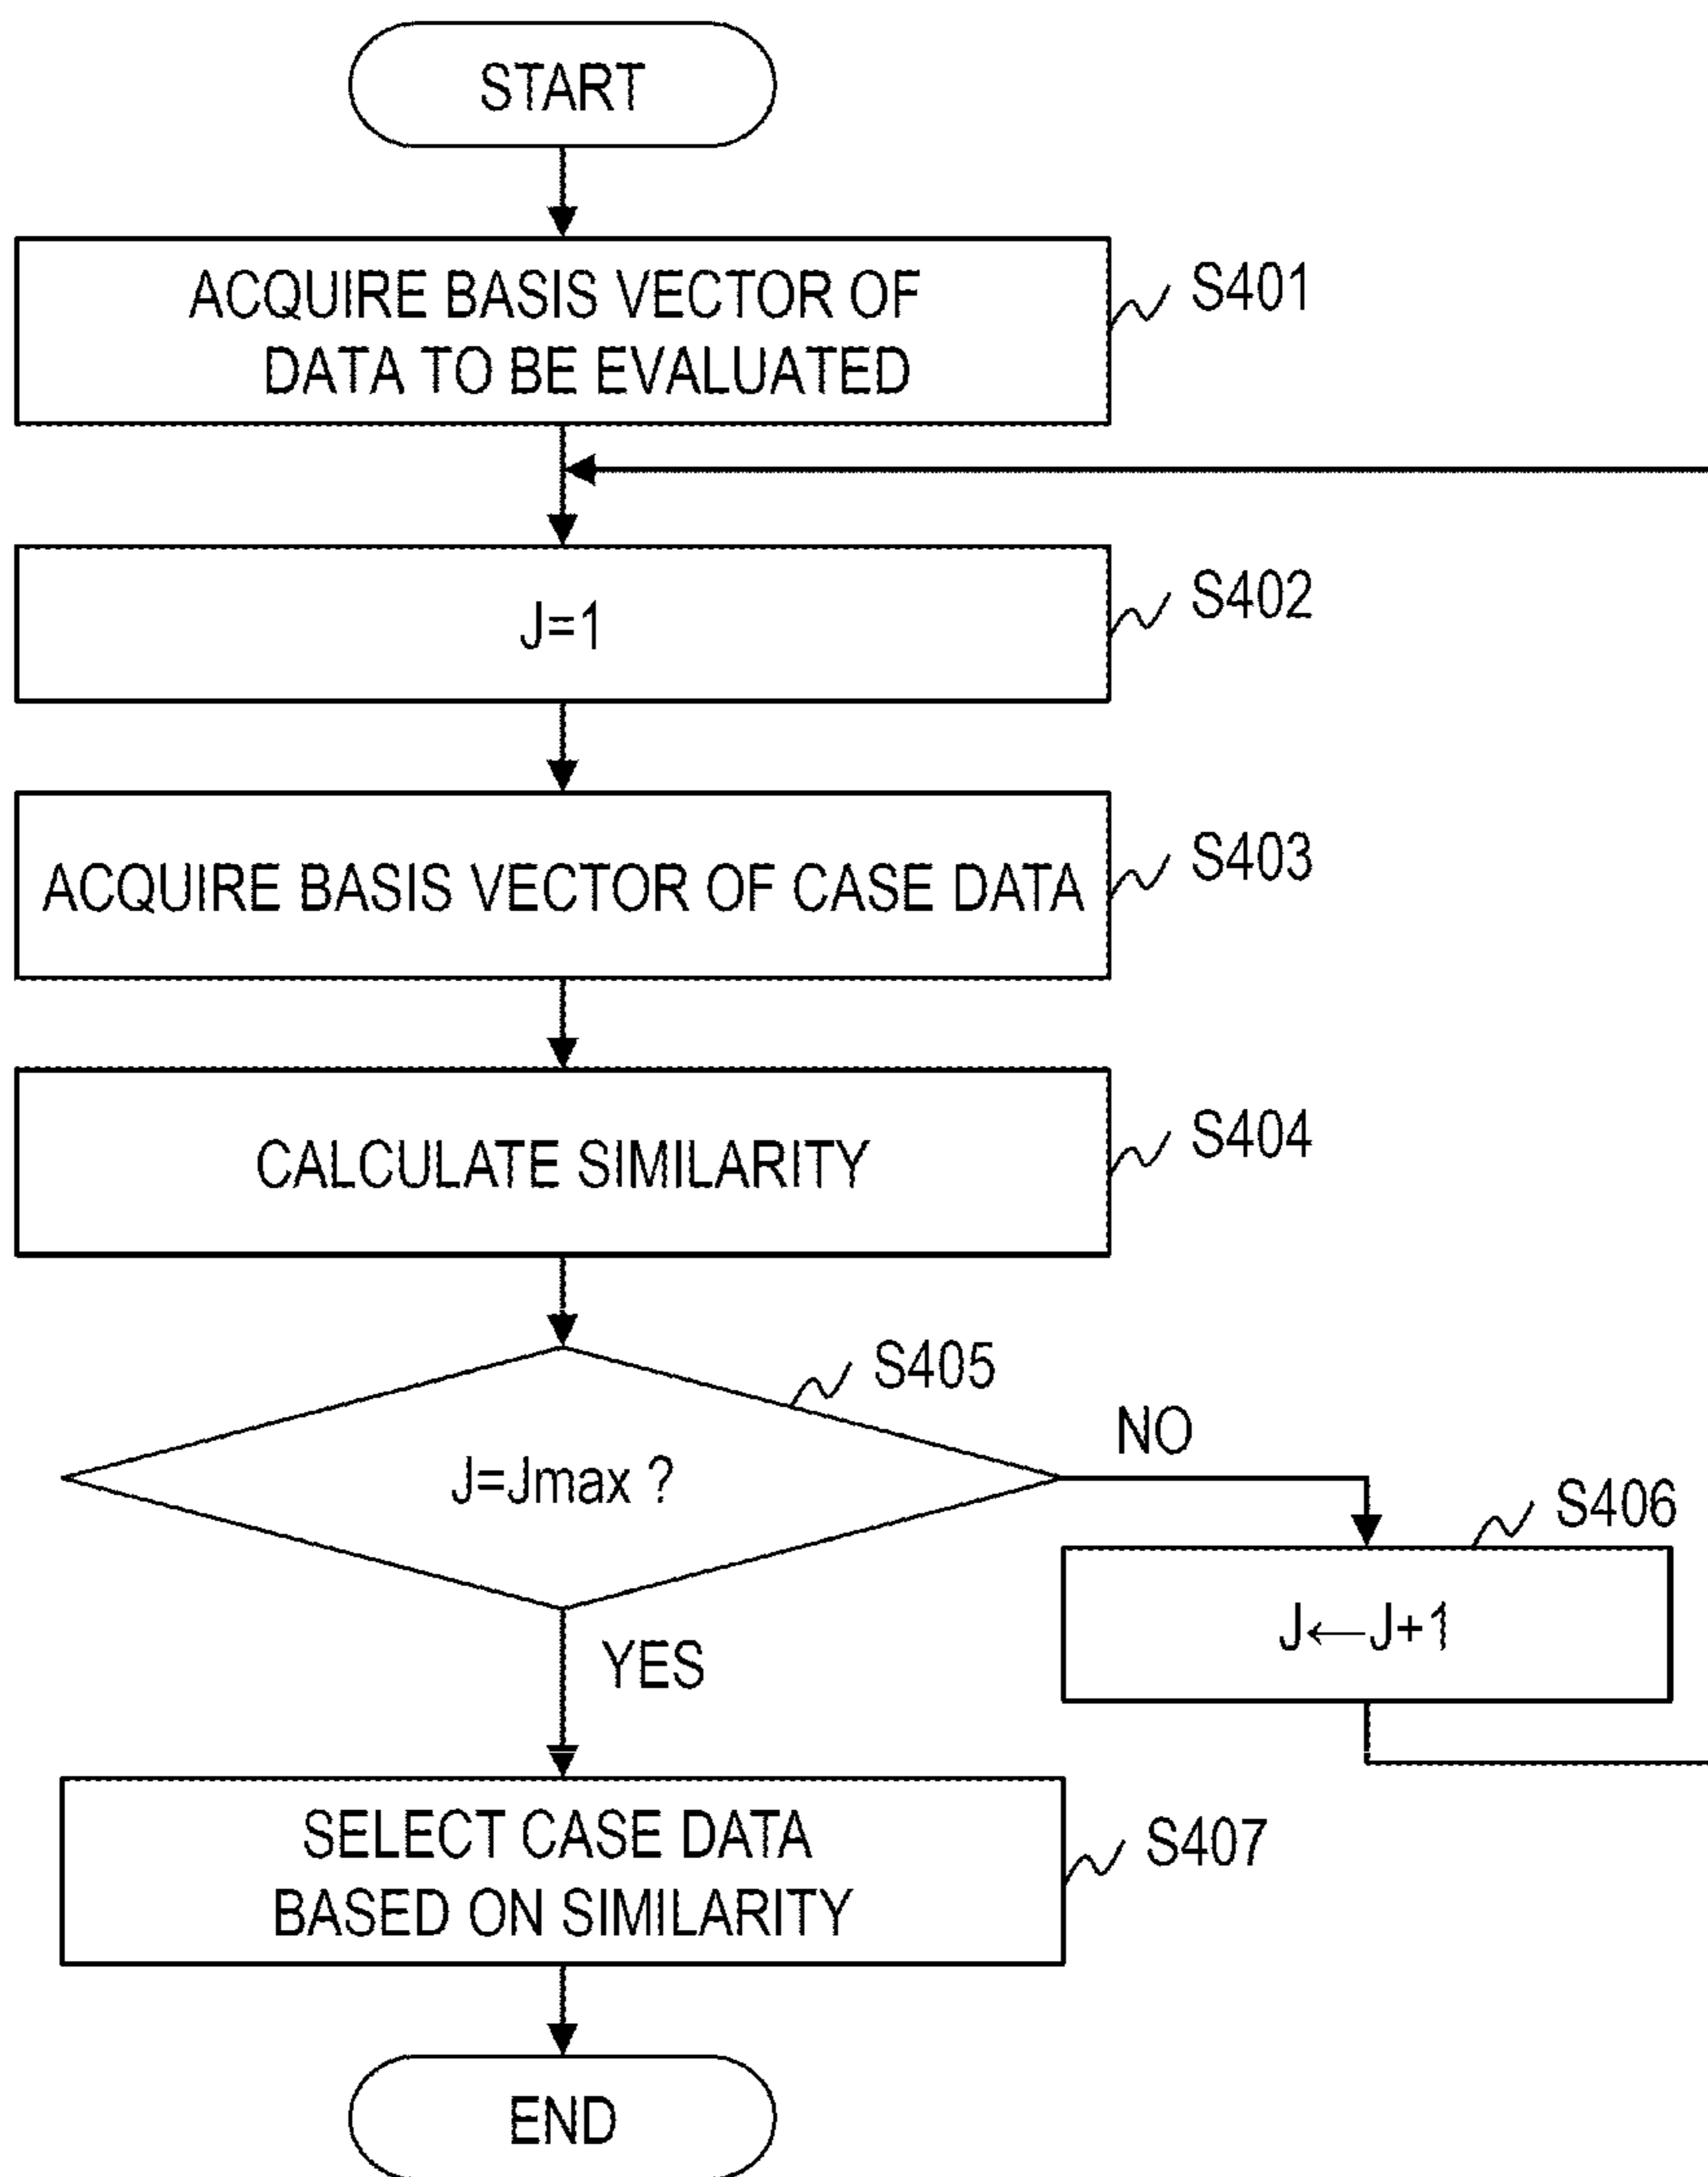 START
ACQUIRE BASIS VECTOR OF
DATA TO BE EVALUATED
S401
J=1
S402
ACQUIRE BASIS VECTOR OF CASE DATA
S403
CALCULATE SIMILARITY
S404
S405
J=Jmax ?
NO
S406
J←J+1
YES
SELECT CASE DATA
BASED ON SIMILARITY
S407
END